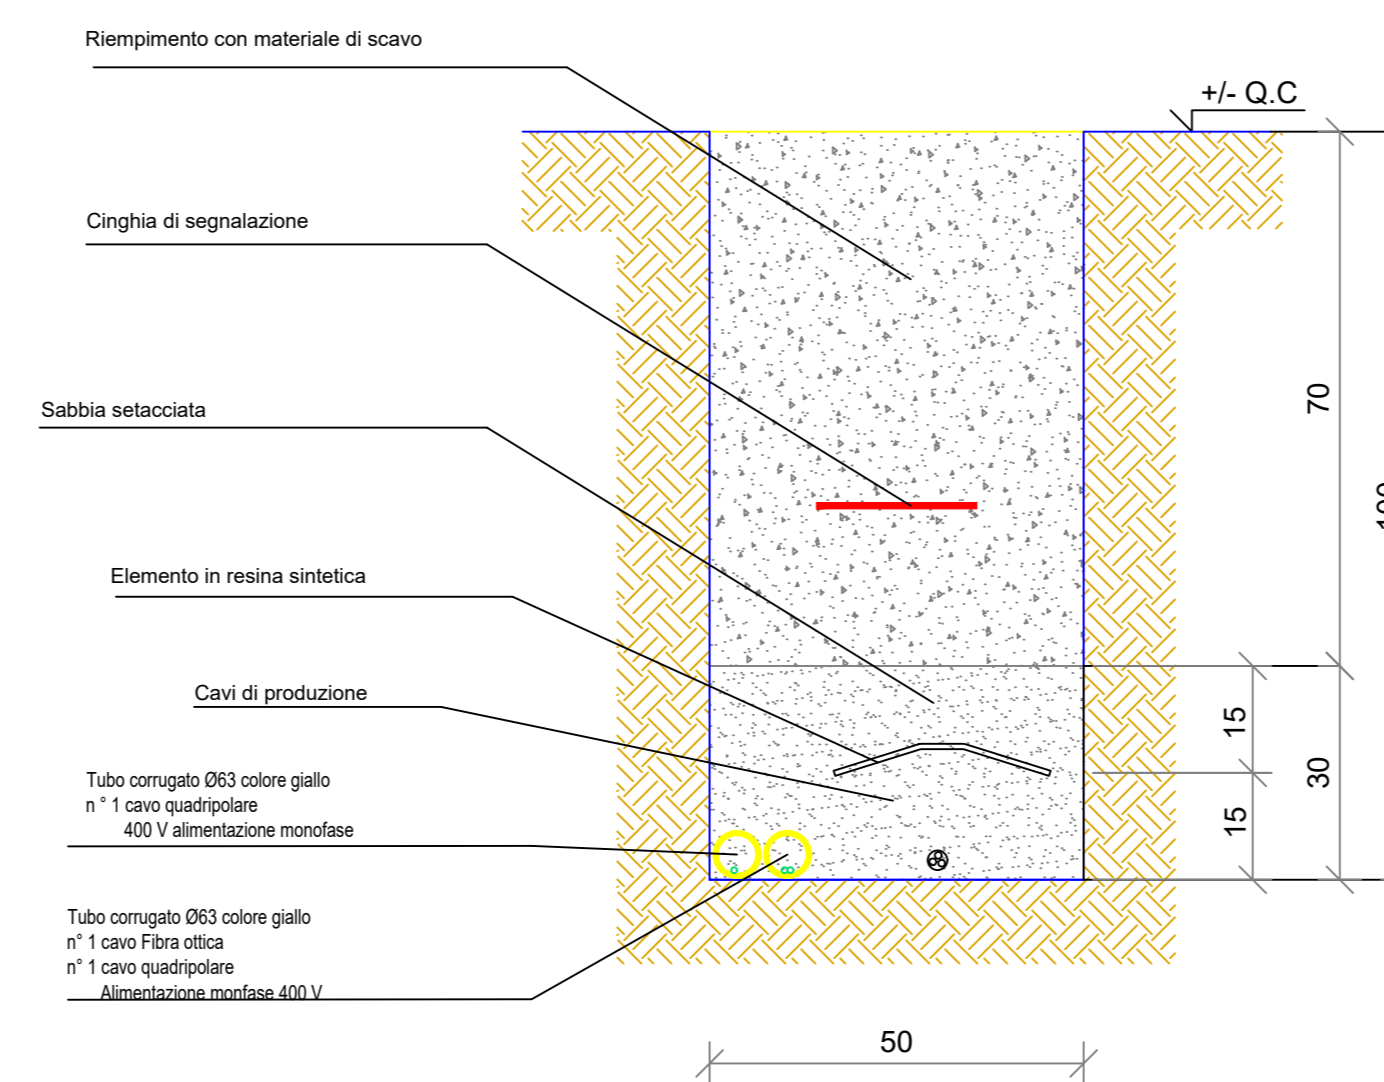 Riempimento con materiale di scavo
+/- Q.C
Cinghia di segnalazione
70
Sabbia setacciata
Elemento in resina sintetica
Cavi di produzione
15
30
15
Tubo corrugato Ø63 colore giallo
n ° 1 cavo quadripolare
400 V alimentazione monofase
Tubo corrugato Ø63 colore giallo
n° 1 cavo Fibra ottica
n° 1 cavo quadripolare
Alimentazione monfase 400 V
50